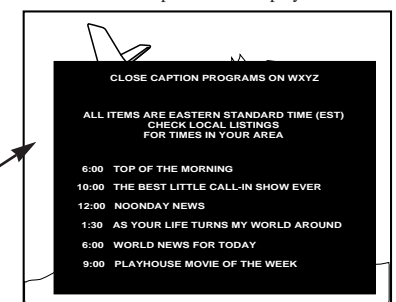 CLOSE CAPTION PROGRAMS ON WXYZ
ALL ITEMS ARE EASTERN STANDARD TIME (EST)
CHECK LOCAL LISTINGS
FOR TIMES IN YOUR AREA
6:00 TOP OF THE MORNING
10:00 THE BEST LITTLE CALL-IN SHOW EVER
12:00 NOONDAY NEWS
1:30 AS YOUR LIFE TURNS MY WORLD AROUND
6:00 WORLD NEWS FOR TODAY
9:00 PLAYHOUSE MOVIE OF THE WEEK